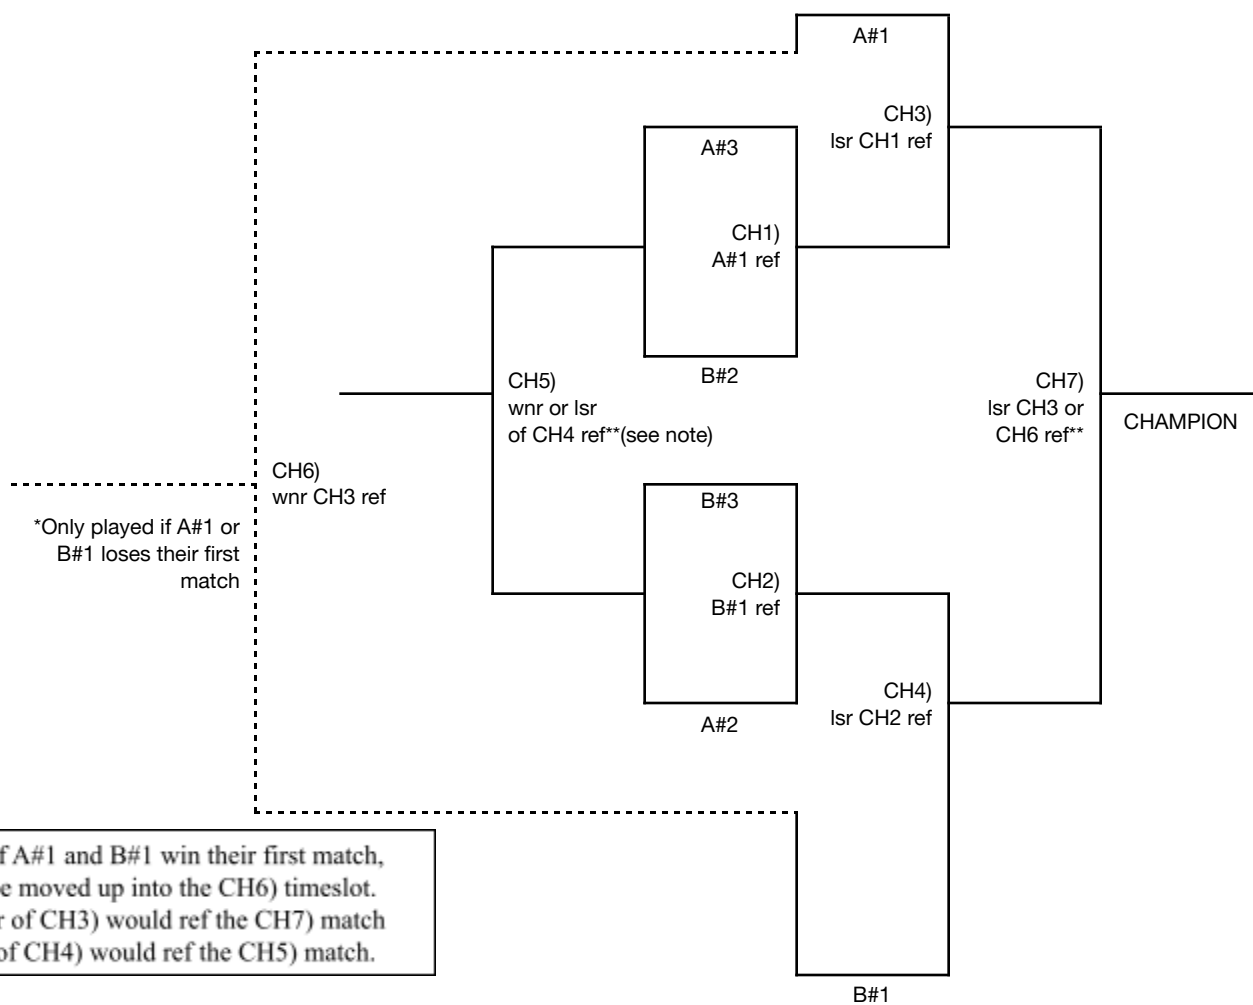 A#1
CH3)
lsr CH1 ref
A#3
CH1)
A#1 ref
B#2
CH5)
wnr or lsr
of CH4 ref**(see note)
CH7)
lsr CH3 or
CH6 ref**
CHAMPION
CH6)
wnr CH3 ref
*Only played if A#1 or
B#1 loses their first
match
B#3
CH2)
B#1 ref
A#2
CH4)
lsr CH2 ref
A#1 and B#1 win their first match,
moved up into the CH6) timeslot.
of CH3) would ref the CH7) match
of CH4) would ref the CH5) match.
B#1